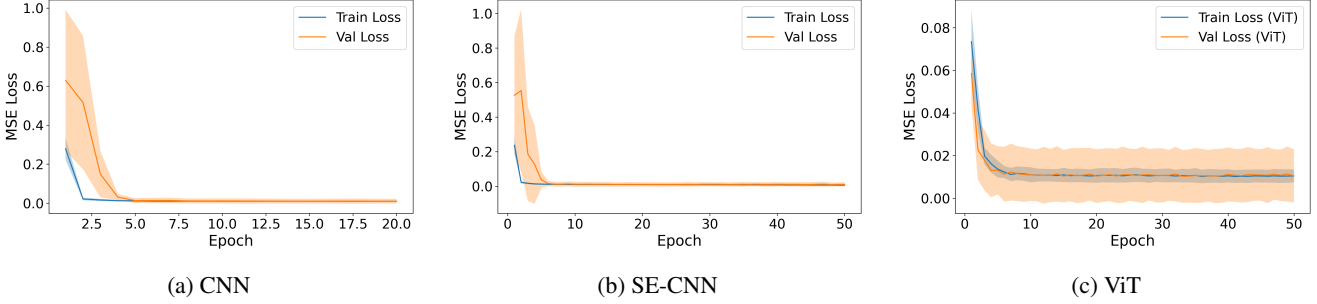 1.0
0.8
0.6
0.4
0.2
0.0
MSE Loss
2.5 5.0 7.5 10.0 12.5 15.0 17.5 20.0
Epoch
Train Loss
Val Loss
(a) CNN
1.0
0.8
0.6
0.4
0.2
0.0
MSE Loss
0 10 20 30 40 50
Epoch
Train Loss
Val Loss
(b) SE-CNN
0.08
0.06
0.04
0.02
0.00
MSE Loss
0 10 20 30 40 50
Epoch
Train Loss (ViT)
Val Loss (ViT)
(c) ViT